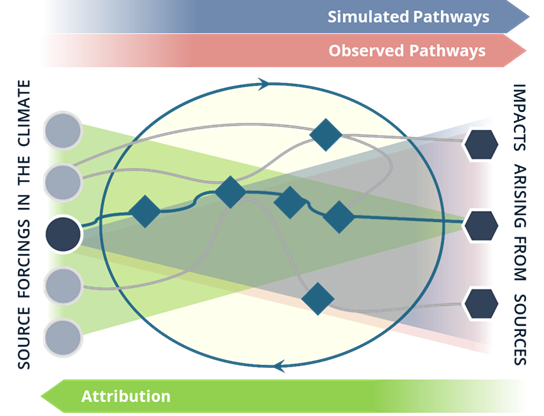 Simulated Pathways
Observed Pathways
SOURCE FORCINGS IN THE CLIMATE
IMPACTS ARISING FROM SOURCES
Attribution